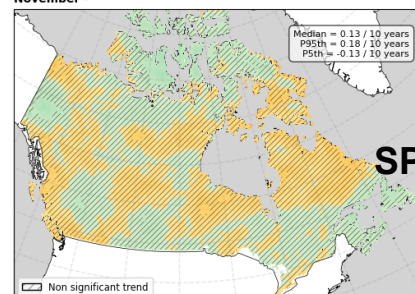 November
Median = 0.13 / 10 years
P95th = 0.18 / 10 years
P5th = -0.13 / 10 years
SP
Non significant trend